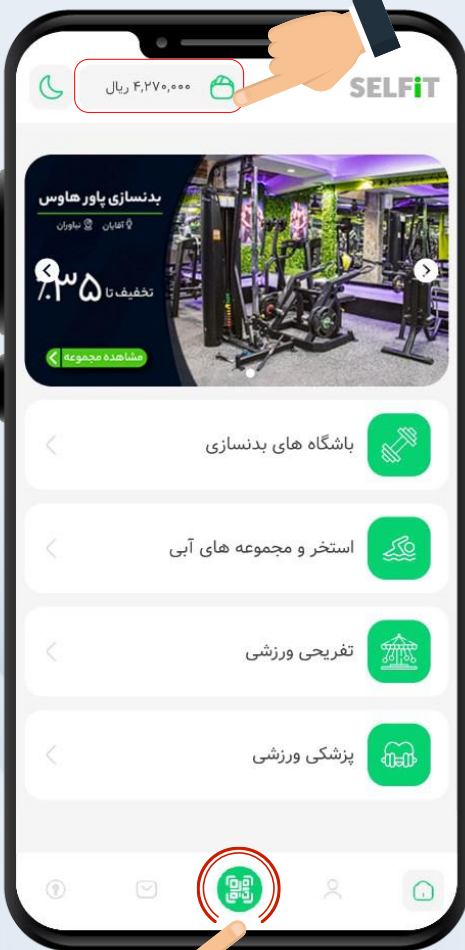 ۴,۲۷۰,۰۰۰ ریال
SELFiT
بدنسازی پاور هاوس
آقایان نیاوران
تخفیف تا ۳۵٪
مشاهده مجموعه
باشگاه های بدنسازی
استخر و مجموعه های آبی
تفریحی ورزشی
پزشکی ورزشی